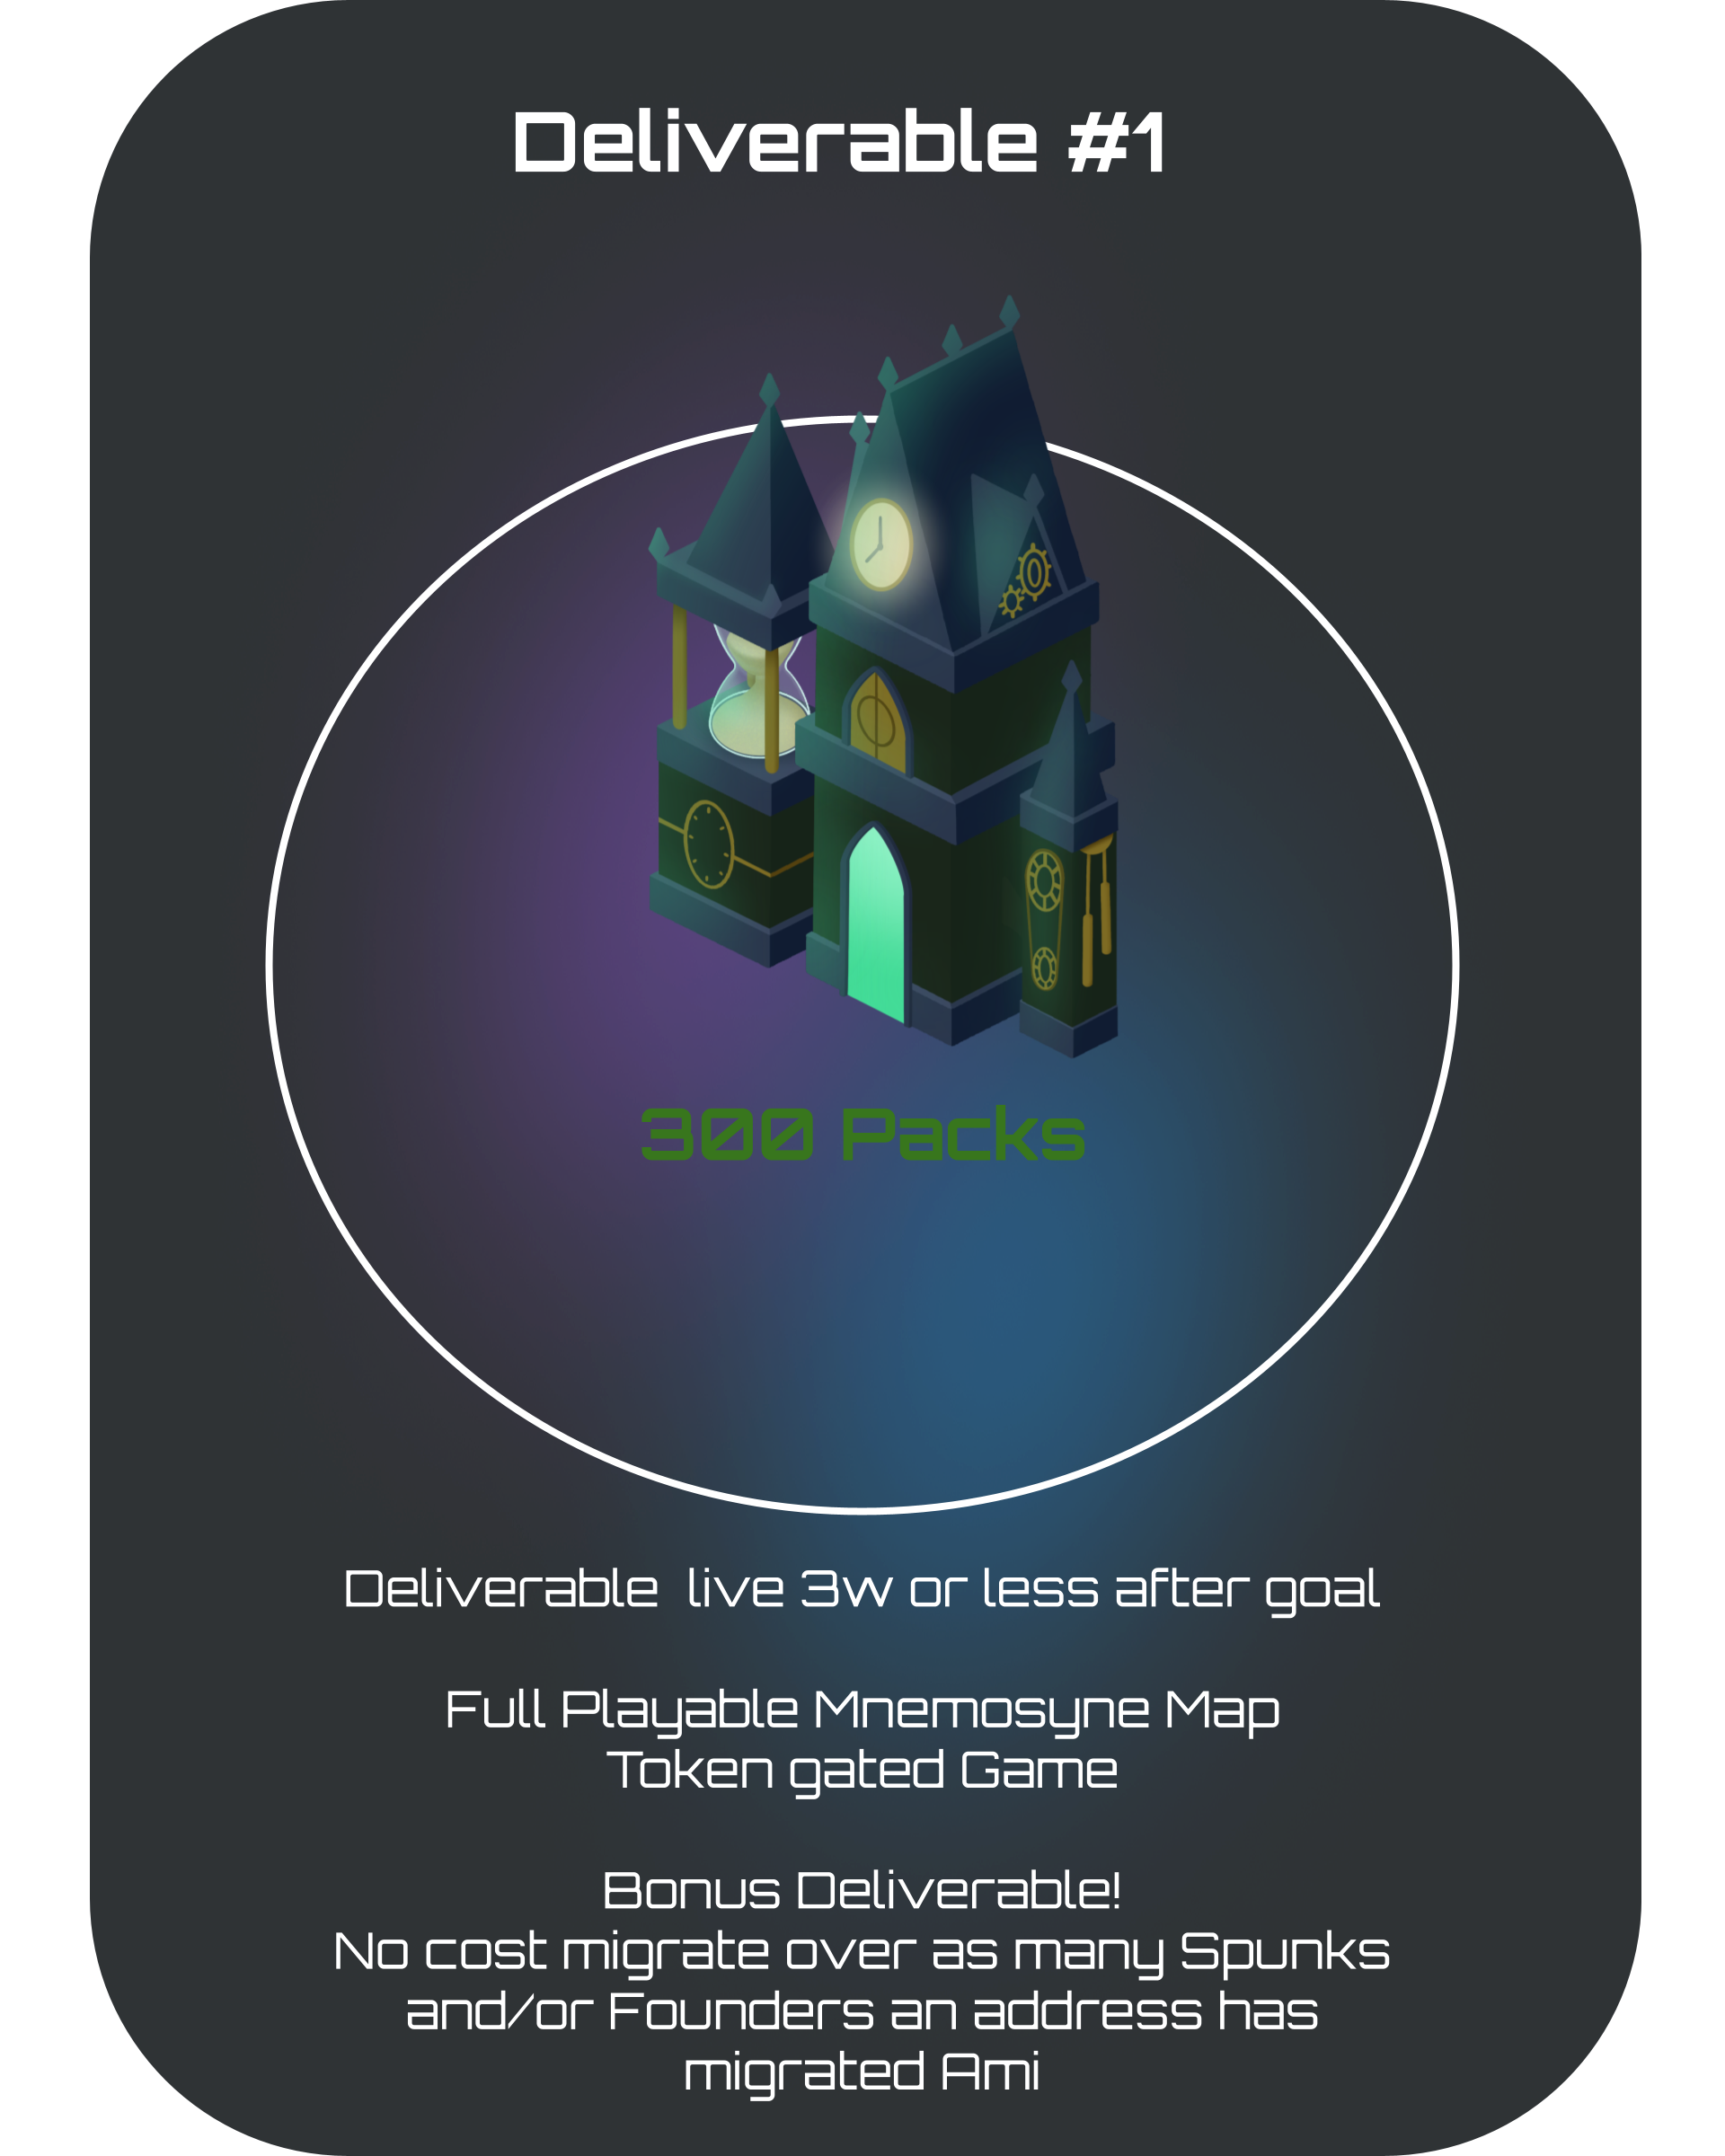 Deliverable #1
300 Packs
Deliverable  live 3w or less after goal
Full Playable Mnemosyne Map
Token gated Game
Bonus Deliverable!
No cost migrate over as many Spunks
and/or Founders an address has
migrated Ami